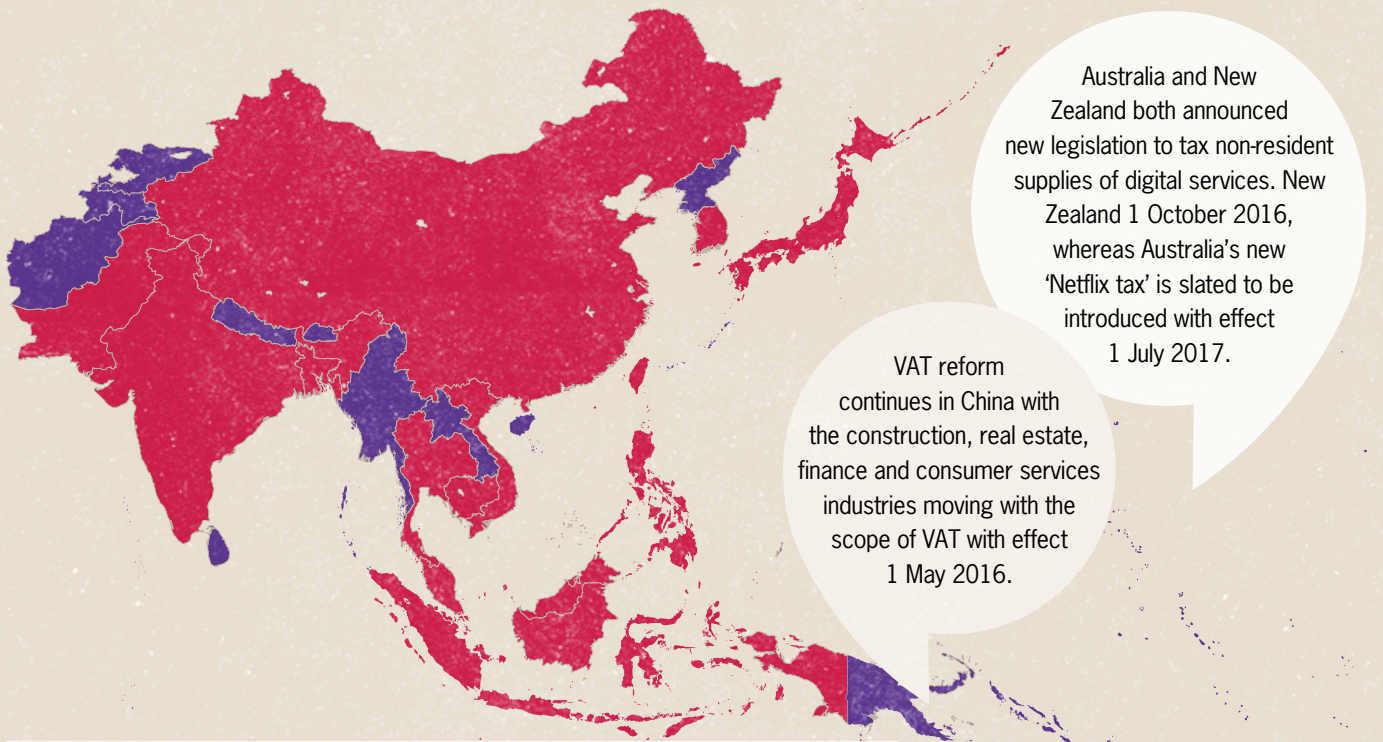 Australia and New
Zealand both announced
new legislation to tax non-resident
supplies of digital services. New
Zealand 1 October 2016,
whereas Australia’s new
‘Netflix tax’ is slated to be
introduced with effect
1 July 2017.
VAT reform
continues in China with
the construction, real estate,
finance and consumer services
industries moving with the
scope of VAT with effect
1 May 2016.